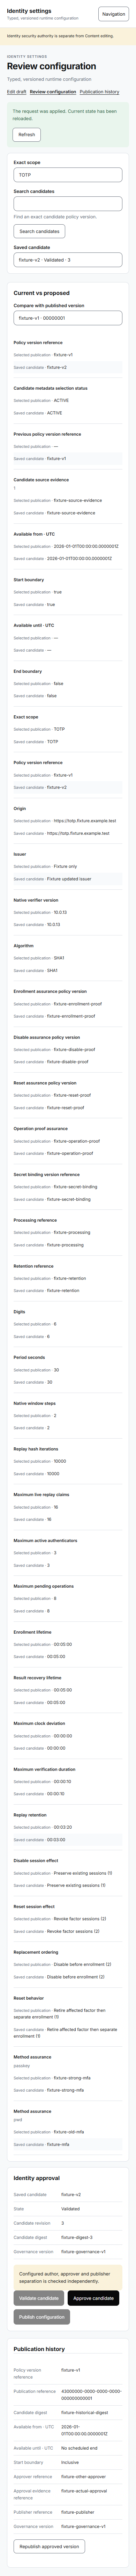 Identity settings
Typed, versioned runtime configuration
Navigation
Identity security authority is separate from Content editing.
IDENTITY SETTINGS
Review configuration
Typed, versioned runtime configuration
Edit draft Review configuration Publication history
The request was applied. Current state has been
reloaded.
Refresh
Exact scope
TOTP
Search candidates
Find an exact candidate policy version.
Search candidates
Saved candidate
fixture-v2 · Validated · 3
Current vs proposed
Compare with published version
fixture-v1 · 00000001
Policy version reference
Selected publication · fixture-v1
Saved candidate · fixture-v2
Candidate metadata selection status
Selected publication · ACTIVE
Saved candidate · ACTIVE
Previous policy version reference
Selected publication · —
Saved candidate · fixture-v1
Candidate source evidence
1
Selected publication · fixture-source-evidence
Saved candidate · fixture-source-evidence
Available from · UTC
Selected publication · 2026-01-01T00:00:00.0000001Z
Saved candidate · 2026-01-01T00:00:00.0000001Z
Start boundary
Selected publication · true
Saved candidate · true
Available until · UTC
Selected publication · —
Saved candidate · —
End boundary
Selected publication · false
Saved candidate · false
Exact scope
Selected publication · TOTP
Saved candidate · TOTP
Policy version reference
Selected publication · fixture-v1
Saved candidate · fixture-v2
Origin
Selected publication · https://totp.fixture.example.test
Saved candidate · https://totp.fixture.example.test
Issuer
Selected publication · Fixture only
Saved candidate · Fixture updated issuer
Native verifier version
Selected publication · 10.0.13
Saved candidate · 10.0.13
Algorithm
Selected publication · SHA1
Saved candidate · SHA1
Enrollment assurance policy version
Selected publication · fixture-enrollment-proof
Saved candidate · fixture-enrollment-proof
Disable assurance policy version
Selected publication · fixture-disable-proof
Saved candidate · fixture-disable-proof
Reset assurance policy version
Selected publication · fixture-reset-proof
Saved candidate · fixture-reset-proof
Operation proof assurance
Selected publication · fixture-operation-proof
Saved candidate · fixture-operation-proof
Secret binding version reference
Selected publication · fixture-secret-binding
Saved candidate · fixture-secret-binding
Processing reference
Selected publication · fixture-processing
Saved candidate · fixture-processing
Retention reference
Selected publication · fixture-retention
Saved candidate · fixture-retention
Digits
Selected publication · 6
Saved candidate · 6
Period seconds
Selected publication · 30
Saved candidate · 30
Native window steps
Selected publication · 2
Saved candidate · 2
Replay hash iterations
Selected publication · 10000
Saved candidate · 10000
Maximum live replay claims
Selected publication · 16
Saved candidate · 16
Maximum active authenticators
Selected publication · 3
Saved candidate · 3
Maximum pending operations
Selected publication · 8
Saved candidate · 8
Enrollment lifetime
Selected publication · 00:05:00
Saved candidate · 00:05:00
Result recovery lifetime
Selected publication · 00:05:00
Saved candidate · 00:05:00
Maximum clock deviation
Selected publication · 00:00:00
Saved candidate · 00:00:00
Maximum verification duration
Selected publication · 00:00:10
Saved candidate · 00:00:10
Replay retention
Selected publication · 00:03:20
Saved candidate · 00:03:00
Disable session effect
Selected publication · Preserve existing sessions (1)
Saved candidate · Preserve existing sessions (1)
Reset session effect
Selected publication · Revoke factor sessions (2)
Saved candidate · Revoke factor sessions (2)
Replacement ordering
Selected publication · Disable before enrollment (2)
Saved candidate · Disable before enrollment (2)
Reset behavior
Selected publication · Retire affected factor then
separate enrollment (1)
Saved candidate · Retire affected factor then separate
enrollment (1)
Method assurance
passkey
Selected publication · fixture-strong-mfa
Saved candidate · fixture-strong-mfa
Method assurance
pwd
Selected publication · fixture-old-mfa
Saved candidate · fixture-mfa
Identity approval
Saved candidate fixture-v2
State Validated
Candidate revision 3
Candidate digest fixture-digest-3
Governance version fixture-governance-v1
Configured author, approver and publisher
separation is checked independently.
Validate candidate Approve candidate
Publish configuration
Publication history
Policy version
reference
fixture-v1
Publication reference 43000000-0000-0000-0000-
000000000001
Candidate digest fixture-historical-digest
Available from · UTC 2026-01-
01T00:00:00.0000001Z
Available until · UTC No scheduled end
Start boundary Inclusive
Approver reference fixture-other-approver
Approval evidence
reference
fixture-actual-approval
Publisher reference fixture-publisher
Governance version fixture-governance-v1
Republish approved version